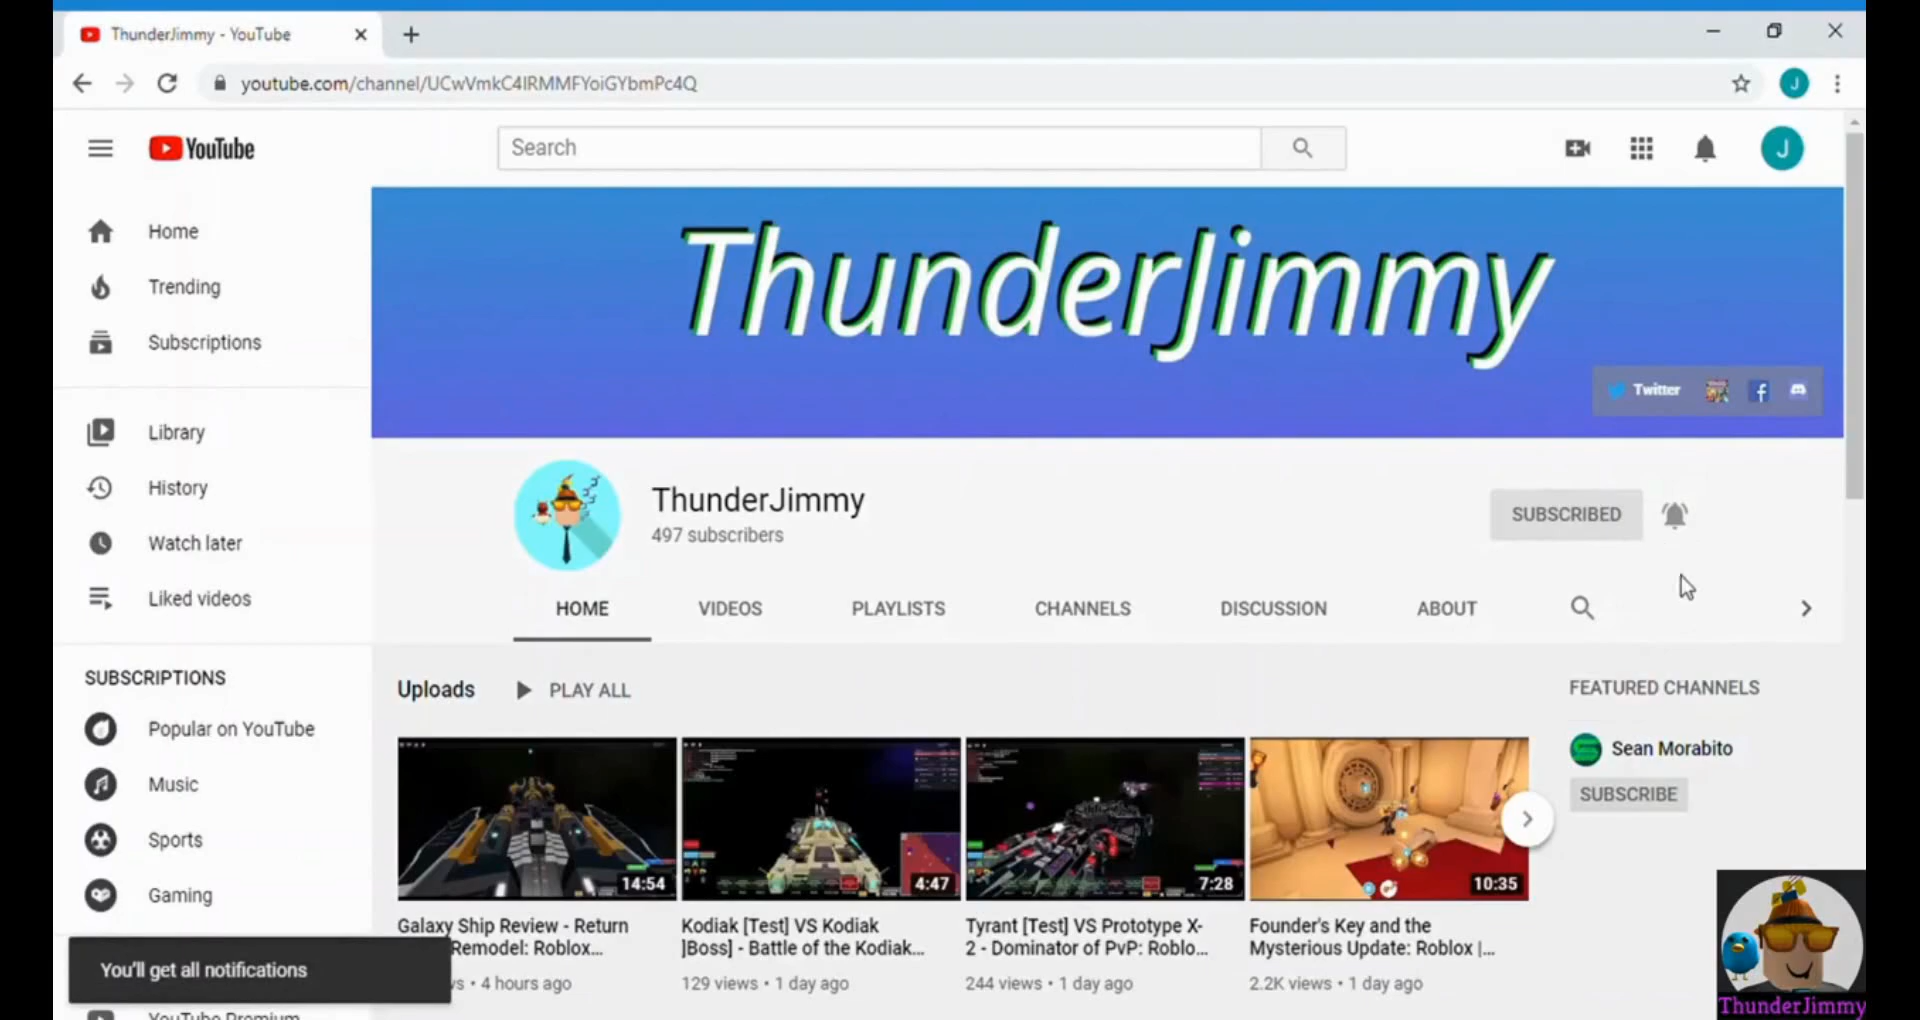 ThunderJimmy - YouTube
youtube.com/channel/UCwVmkC4IRMMFYoiGYbmPc4Q
J
YouTube
Search
J
Home
Trending
Subscriptions
Library
History
Watch later
Liked videos
SUBSCRIPTIONS
Popular on YouTube
Music
Sports
Gaming
YouTube Premium
You'll get all notifications
ThunderJimmy
Twitter
ThunderJimmy
497 subscribers
SUBSCRIBED
HOME VIDEOS PLAYLISTS CHANNELS DISCUSSION ABOUT
Uploads PLAY ALL
14:54
4:47
7:28
10:35
Galaxy Ship Review - Return
Remodel: Roblox...
4 hours ago
Kodiak [Test] VS Kodiak
]Boss] - Battle of the Kodiak...
129 views • 1 day ago
Tyrant [Test] VS Prototype X-
2 - Dominator of PvP: Roblo...
244 views • 1 day ago
Founder's Key and the
Mysterious Update: Roblox |...
2.2K views • 1 day ago
FEATURED CHANNELS
Sean Morabito
SUBSCRIBE
ThunderJimmy